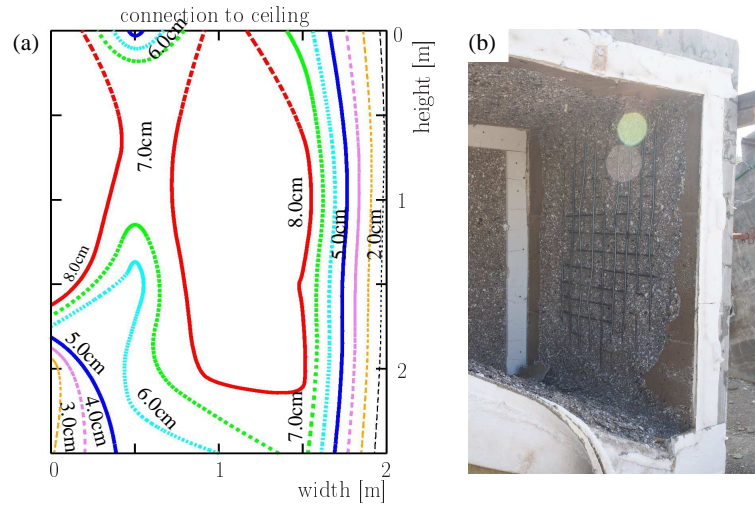 connection to ceiling
(a)
6.0cm
0
height [m]
7.0cm
8.0cm
1
5.0cm
2.0cm
8.0cm
5.0cm
2
4.0cm
3.0cm
6.0cm
7.0cm
0
1
2
width [m]
(b)